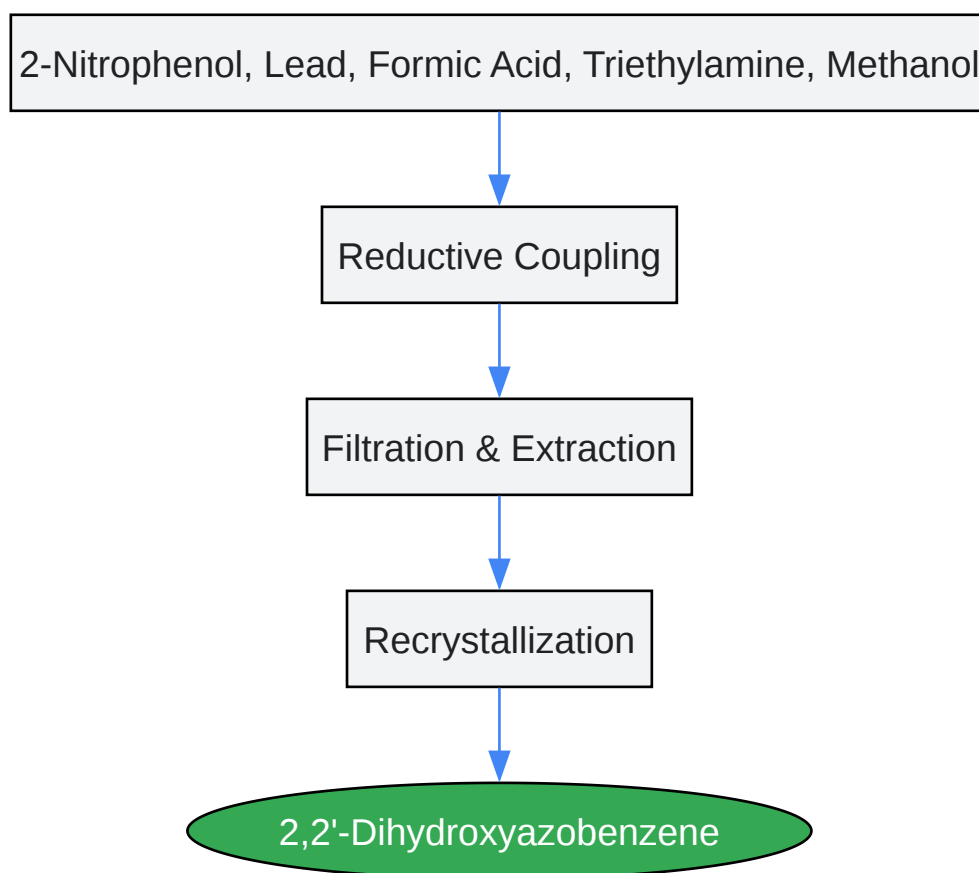 2-Nitrophenol, Lead, Formic Acid, Triethylamine, Methanol
Reductive Coupling
Filtration & Extraction
Recrystallization
2,2'-Dihydroxyazobenzene